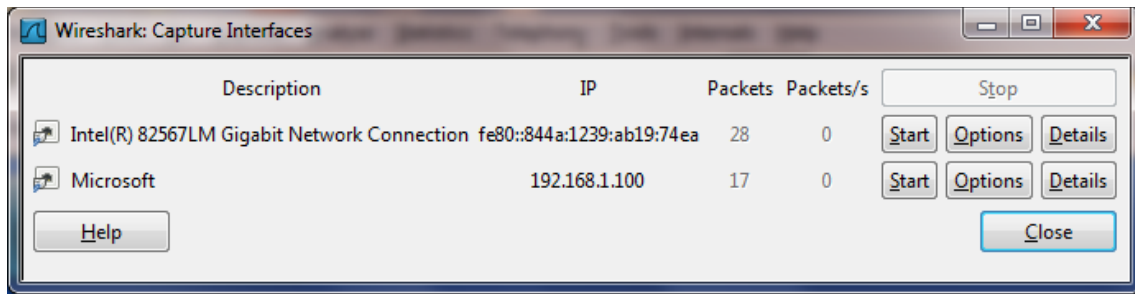 Wireshark: Capture Interfaces
Description IP Packets Packets/s Stop
Intel(R) 82567LM Gigabit Network Connection fe80::844a:1239:ab19:74ea 28 0 Start Options Details
Microsoft 192.168.1.100 17 0 Start Options Details
Help Close